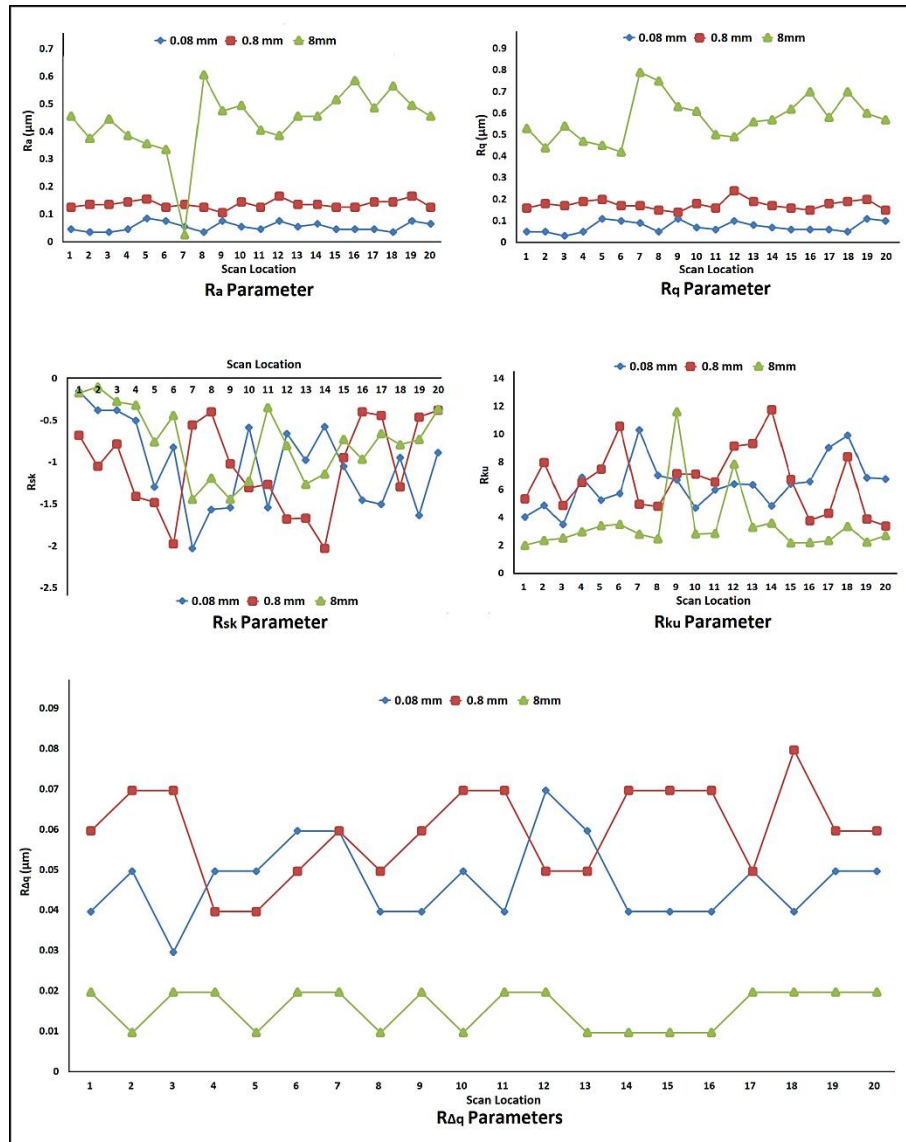 0.08 mm 0.8 mm 8mm
Ra (µm)
0.7
0.6
0.5
0.4
0.3
0.2
0.1
0
1 2 3 4 5 6 7 8 9 10 11 12 13 14 15 16 17 18 19 20
Scan Location
Ra Parameter
0.08 mm 0.8 mm 8mm
Rq (µm)
0.9
0.8
0.7
0.6
0.5
0.4
0.3
0.2
0.1
0
1 2 3 4 5 6 7 8 9 10 11 12 13 14 15 16 17 18 19 20
Scan Location
Rq Parameter
Scan Location
1 2 3 4 5 6 7 8 9 10 11 12 13 14 15 16 17 18 19 20
0
-0.5
-1
-1.5
-2
-2.5
Rsk
0.08 mm 0.8 mm 8mm
Rsk Parameter
0.08 mm 0.8 mm 8mm
Rku
14
12
10
8
6
4
2
0
1 2 3 4 5 6 7 8 9 10 11 12 13 14 15 16 17 18 19 20
Scan Location
Rku Parameter
0.08 mm 0.8 mm 8mm
RΔq (µm)
0.09
0.08
0.07
0.06
0.05
0.04
0.03
0.02
0.01
0
1 2 3 4 5 6 7 8 9 10 11 12 13 14 15 16 17 18 19 20
Scan Location
RΔq Parameters